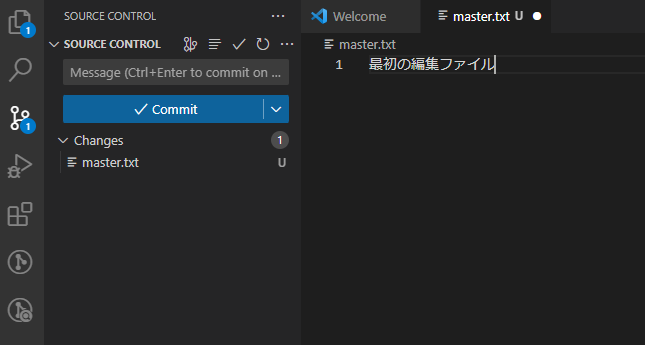 SOURCE CONTROL
SOURCE CONTROL
Message (Ctrl+Enter to commit on ...
Commit
Changes 1
master.txt U
1
1
Welcome
master.txt U
master.txt
1 最初の編集ファイル